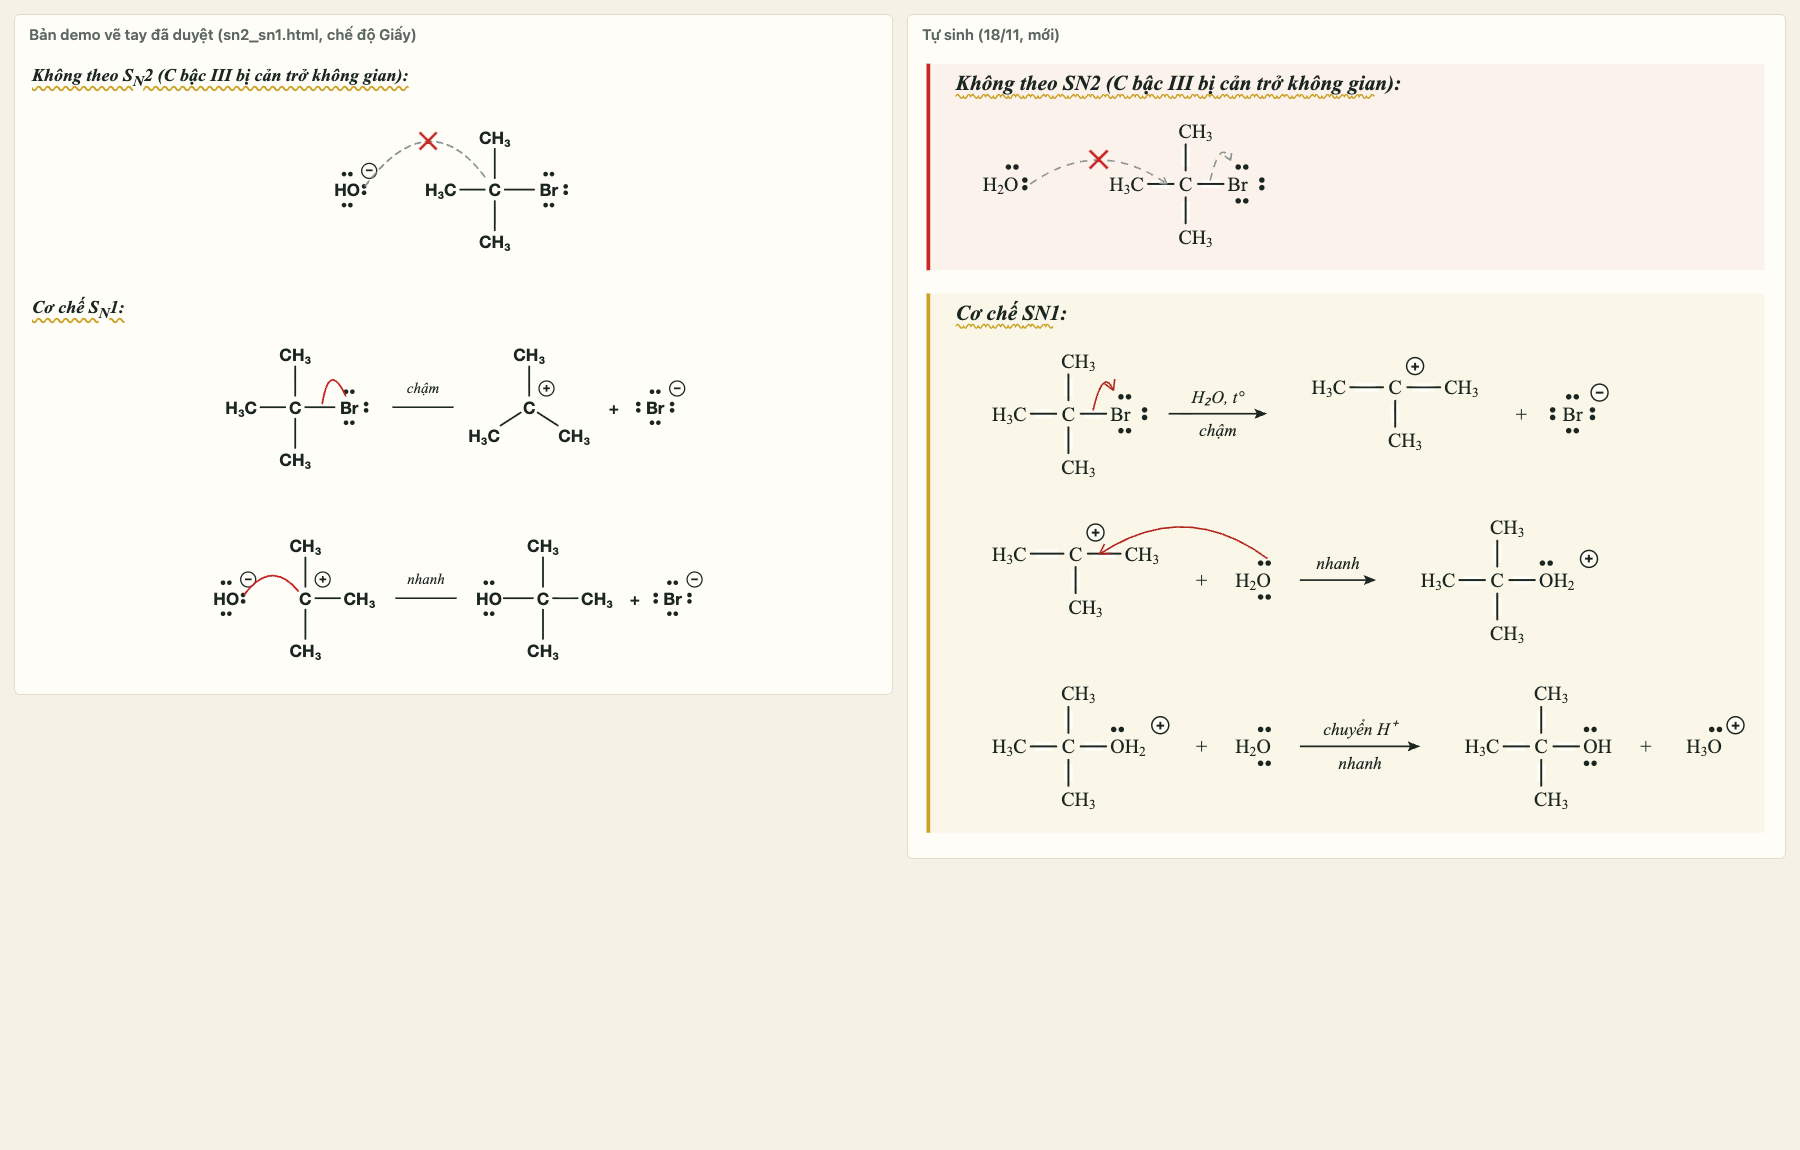 Bản demo vẽ tay đã duyệt (sn2_sn1.html, chế độ Giấy)
Không theo SN2 (C bậc III bị cản trở không gian):
CH3
HO: ⊖ H3C C Br:
CH3
Cơ chế SN1:
CH3 CH3
H3C C Br: chậm C ⊕ + :Br: ⊖
H3C CH3
CH3
CH3 CH3
HO: ⊖ C ⊕ CH3 nhanh HO C CH3 + :Br: ⊖
CH3 CH3
Tự sinh (18/11, mới)
Không theo SN2 (C bậc III bị cản trở không gian):
CH3
H2O: H3C C Br:
CH3
Cơ chế SN1:
CH3 ⊕
H3C C CH3
H3C C Br: H2O, t° + :Br: ⊖
chậm
CH3 CH3
⊕ CH3
H3C C CH3 nhanh ⊕
+ H2O H3C C OH2
CH3 CH3
CH3 CH3
H3C C OH2 ⊕ + H2O chuyển H+ H3C C OH + H3O ⊕
nhanh
CH3 CH3